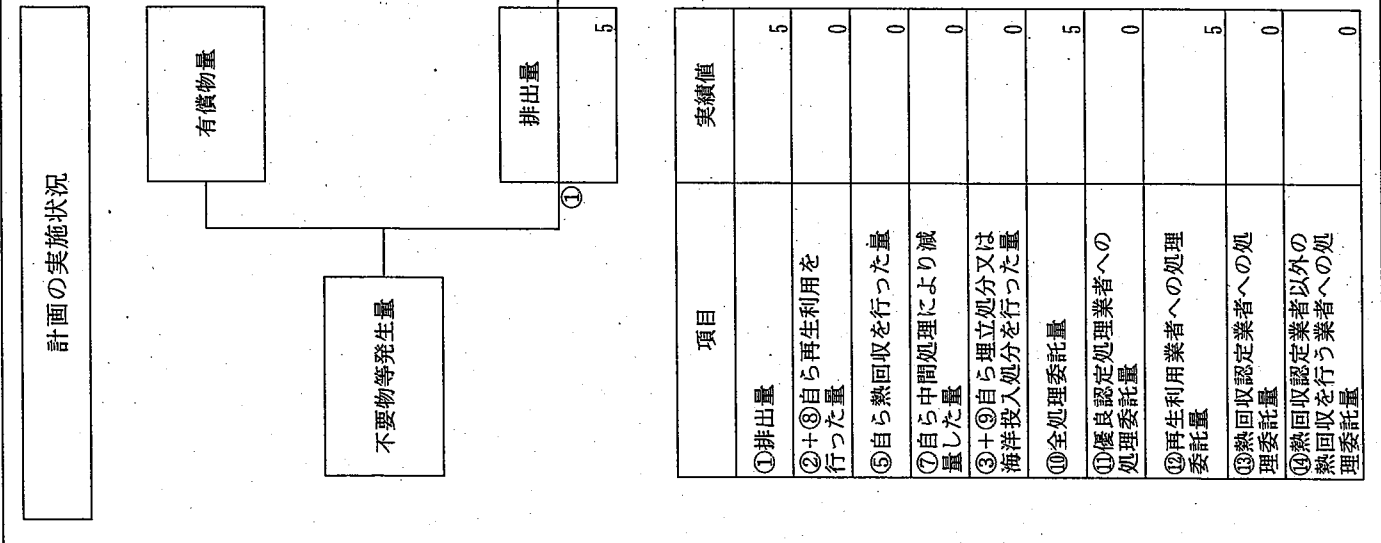 計画の実施状況
有償物量
不要物等発生量
排出量
①
5
項目
実績値
①排出量
5
②+⑧自ら再生利用を
行った量
0
⑤自ら熱回収を行った量
0
⑦自ら中間処理により減
量した量
0
③+⑨自ら埋立処分又は
海洋投入処分を行った量
0
⑩全処理委託量
5
⑪優良認定処理業者への
処理委託量
0
⑫再生利用業者への処理
委託量
5
⑬熱回収認定業者への処
理委託量
0
⑭熱回収認定業者以外の
熱回収を行う業者への処
理委託量
0